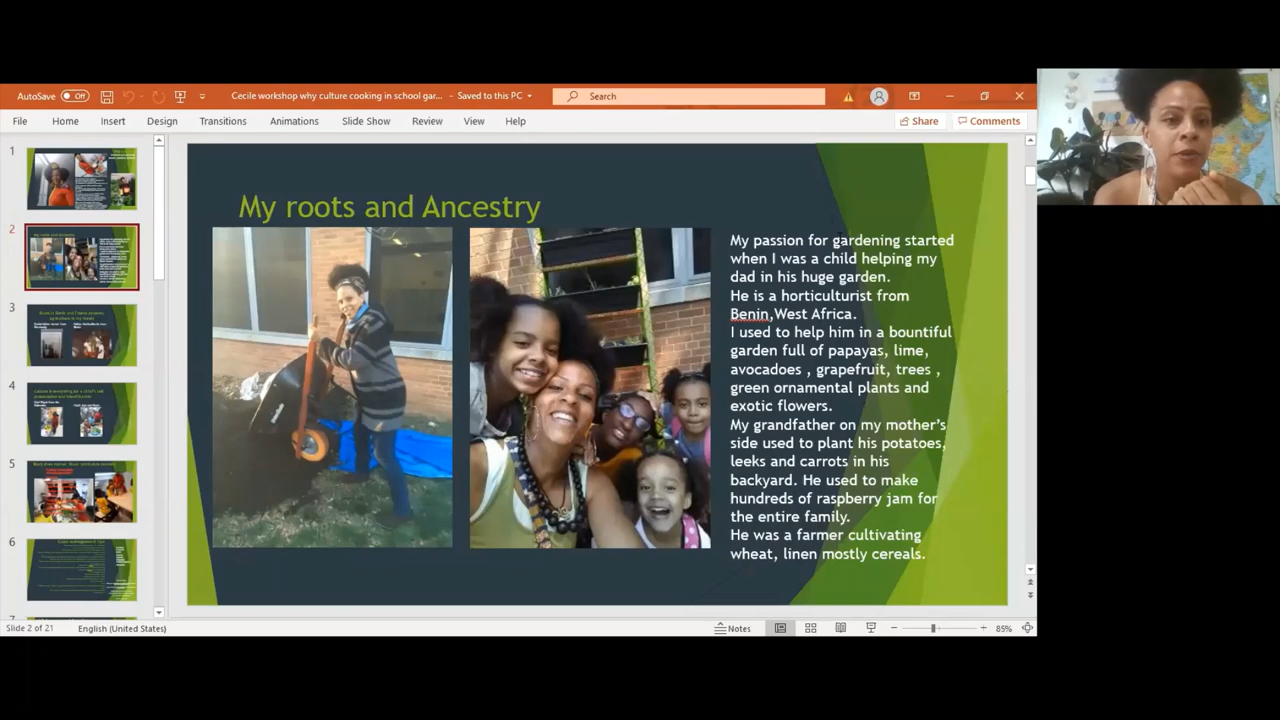 AutoSave Off
Cecile workshop why culture cooking in school gar... - Saved to this PC
Search
File Home Insert Design Transitions Animations Slide Show Review View Help
Share Comments
1
2
3
4
5
6
My roots and Ancestry
My passion for gardening started
when I was a child helping my
dad in his huge garden.
He is a horticulturist from
Benin,West Africa.
I used to help him in a bountiful
garden full of papayas, lime,
avocadoes , grapefruit, trees ,
green ornamental plants and
exotic flowers.
My grandfather on my mother's
side used to plant his potatoes,
leeks and carrots in his
backyard. He used to make
hundreds of raspberry jam for
the entire family.
He was a farmer cultivating
wheat, linen mostly cereals.
Slide 2 of 21 English (United States) Notes 85%